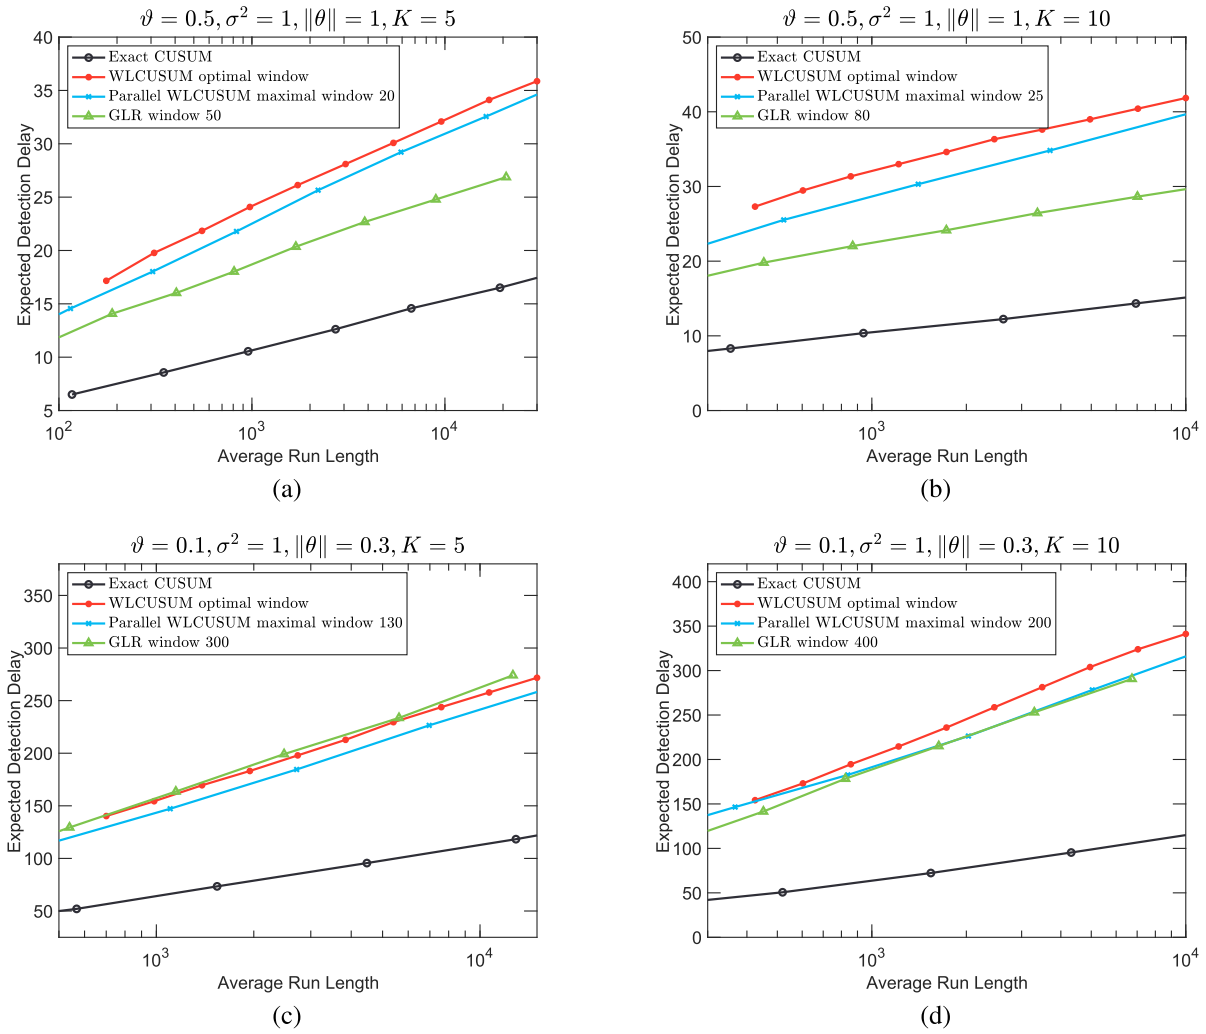 ϑ = 0.5, σ² = 1, ‖θ‖ = 1, K = 5
Exact CUSUM
WLCUSUM optimal window
Parallel WLCUSUM maximal window 20
GLR window 50
Expected Detection Delay
40
35
30
25
20
15
10
5
10²
10³
10⁴
Average Run Length
(a)
ϑ = 0.5, σ² = 1, ‖θ‖ = 1, K = 10
Exact CUSUM
WLCUSUM optimal window
Parallel WLCUSUM maximal window 25
GLR window 80
Expected Detection Delay
50
40
30
20
10
0
10³
10⁴
Average Run Length
(b)
ϑ = 0.1, σ² = 1, ‖θ‖ = 0.3, K = 5
Exact CUSUM
WLCUSUM optimal window
Parallel WLCUSUM maximal window 130
GLR window 300
Expected Detection Delay
350
300
250
200
150
100
50
10³
10⁴
Average Run Length
(c)
ϑ = 0.1, σ² = 1, ‖θ‖ = 0.3, K = 10
Exact CUSUM
WLCUSUM optimal window
Parallel WLCUSUM maximal window 200
GLR window 400
Expected Detection Delay
400
350
300
250
200
150
100
50
0
10³
10⁴
Average Run Length
(d)